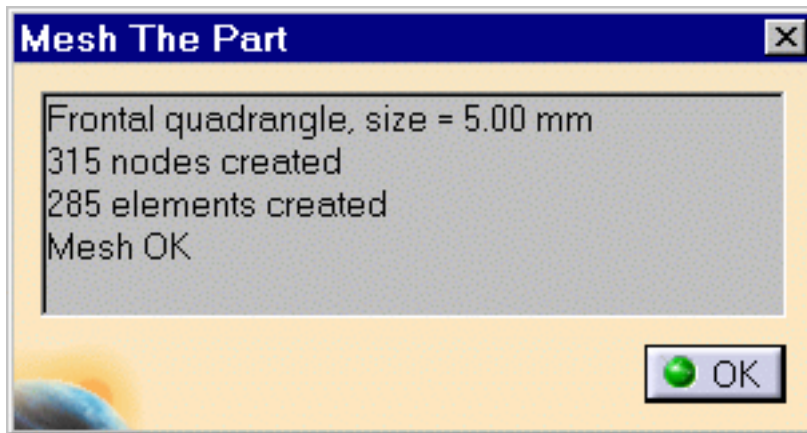 Mesh The Part
Frontal quadrangle, size = 5.00 mm
315 nodes created
285 elements created
Mesh OK
OK